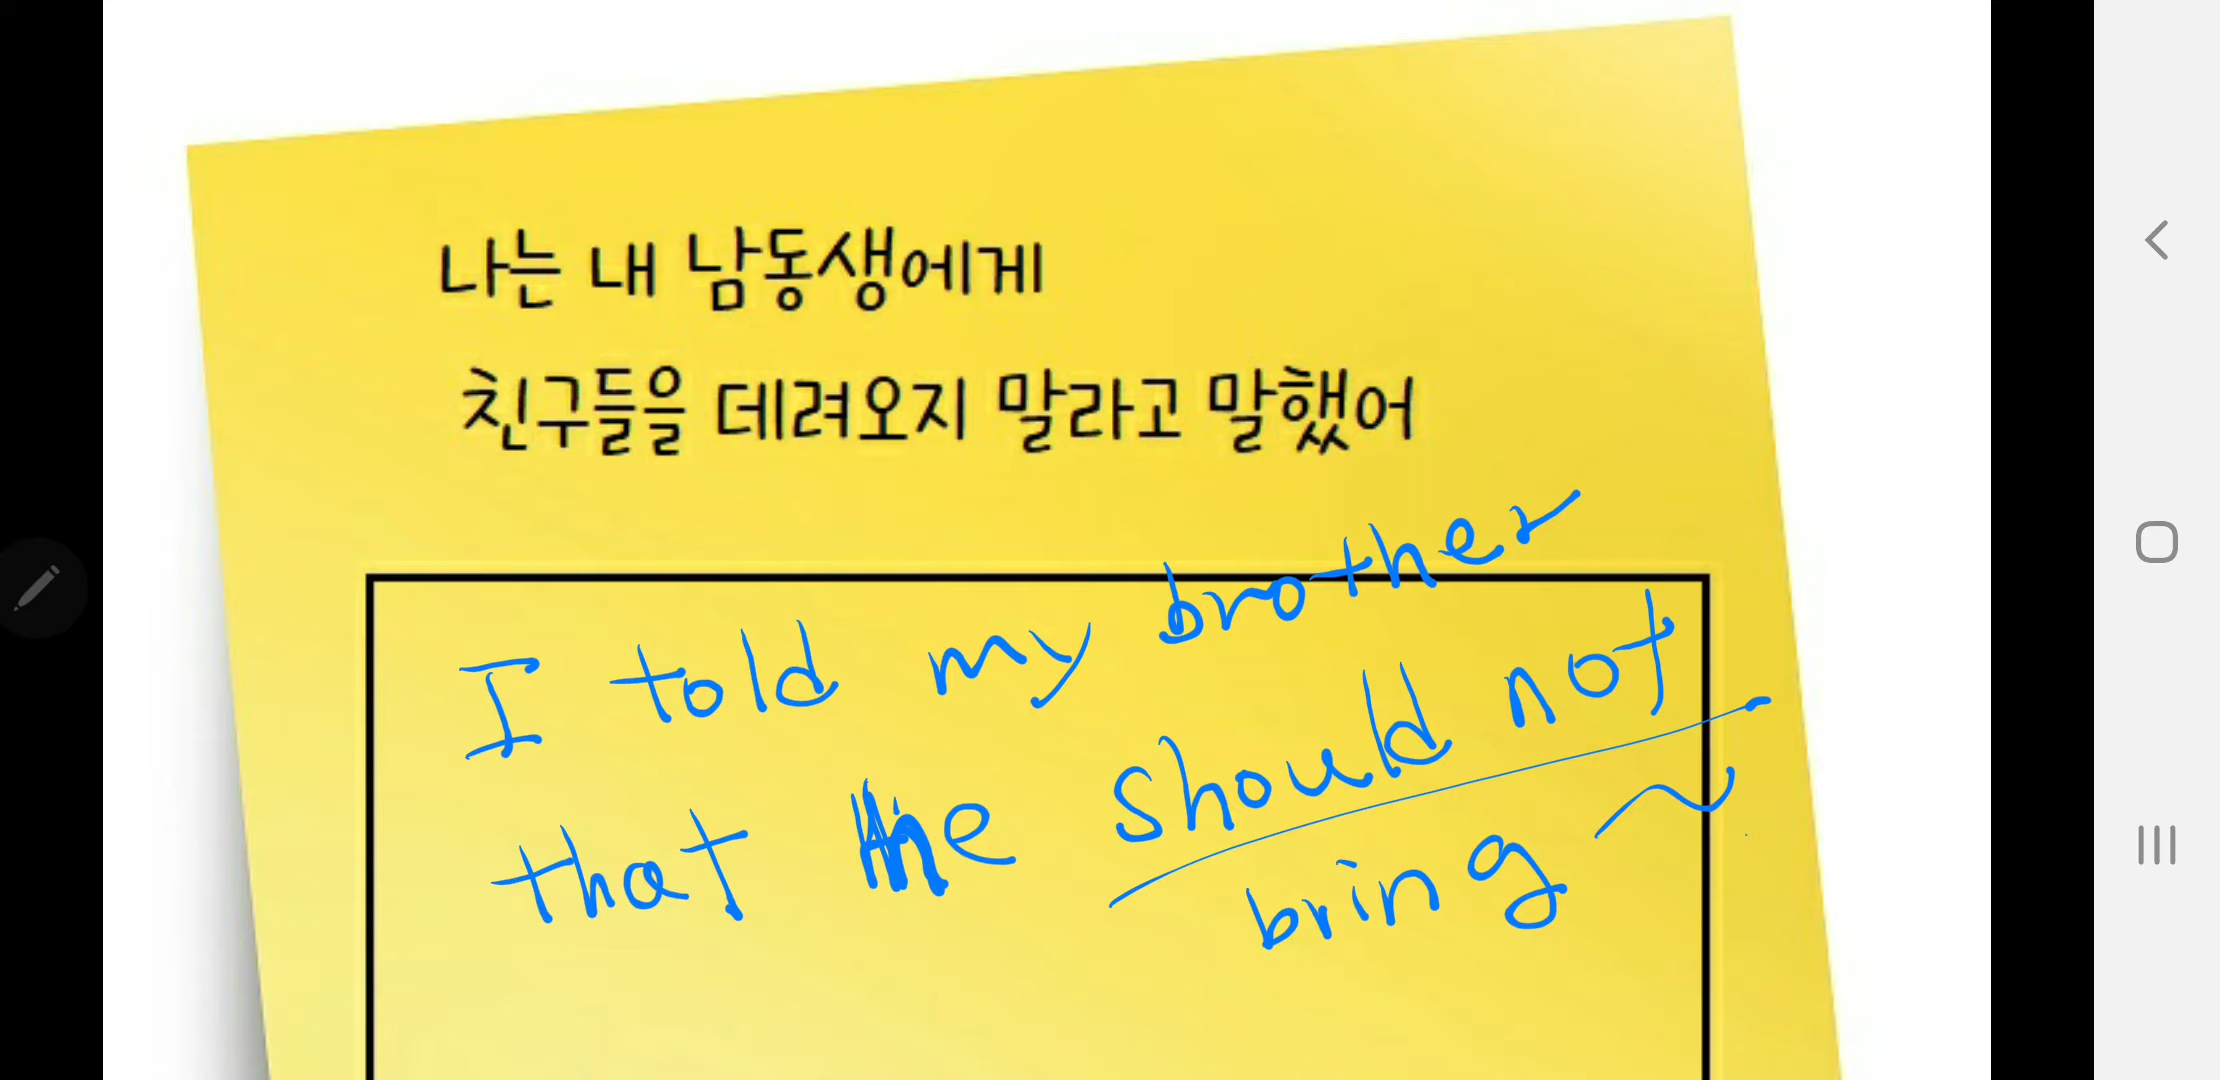 나는 내 남동생에게
친구들을 데려오지 말라고 말했어
I told my brother
that he should not
bring ~